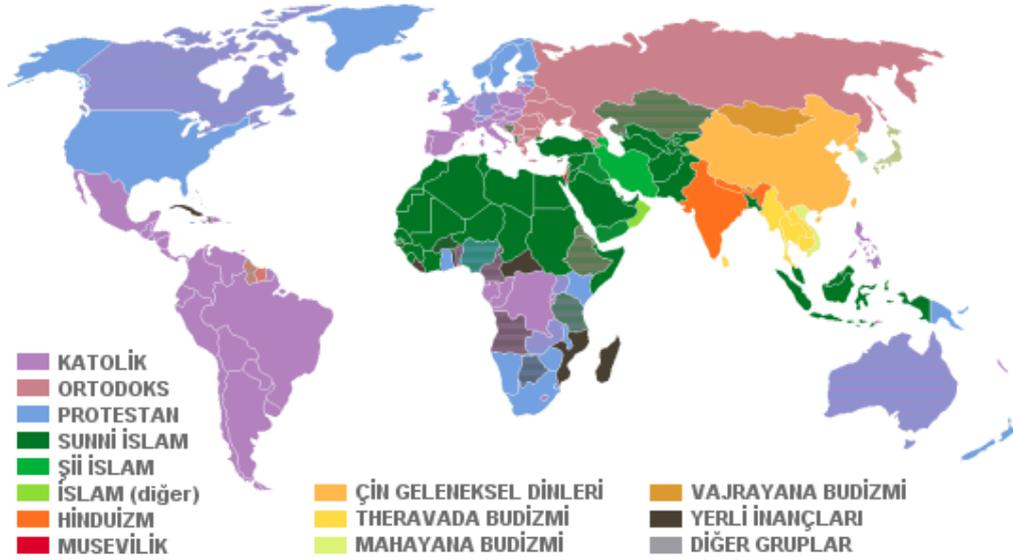 KATOLİK
ORTODOKS
PROTESTAN
SUNNİ İSLAM
Şİİ İSLAM
İSLAM (diğer)
HİNDUİZM
MUSEVİLİK
ÇİN GELENEKSEL DİNLERİ
THERAVADA BUDİZMİ
MAHAYANA BUDİZMİ
VAJRAYANA BUDİZMİ
YERLİ İNANÇLARI
DİĞER GRUPLAR